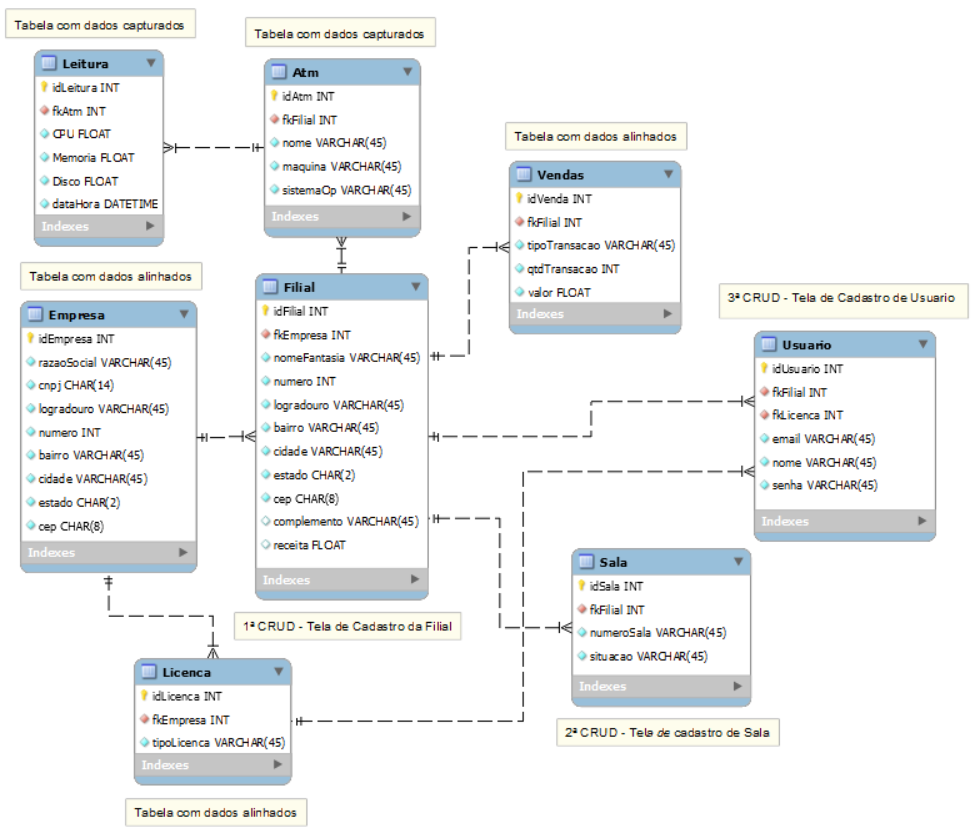 Tabela com dados capturados
Leitura
idLeitura INT
fkAtm INT
CPU FLOAT
Memoria FLOAT
Disco FLOAT
dataHora DATETIME
Indexes
Tabela com dados capturados
Atm
idAtm INT
fkFilial INT
nome VARCHAR(45)
maquina VARCHAR(45)
sistemaOp VARCHAR(45)
Indexes
Tabela com dados alinhados
Vendas
idVenda INT
fkFilial INT
tipoTransacao VARCHAR(45)
qtdTransacao INT
valor FLOAT
Indexes
Tabela com dados alinhados
Empresa
idEmpresa INT
razaoSocial VARCHAR(45)
cnpj CHAR(14)
logradouro VARCHAR(45)
numero INT
bairro VARCHAR(45)
cidade VARCHAR(45)
estado CHAR(2)
cep CHAR(8)
Indexes
Filial
idFilial INT
fkEmpresa INT
nomeFantasia VARCHAR(45)
numero INT
logradouro VARCHAR(45)
bairro VARCHAR(45)
cidade VARCHAR(45)
estado CHAR(2)
cep CHAR(8)
complemento VARCHAR(45)
receita FLOAT
Indexes
1ª CRUD - Tela de Cadastro da Filial
3ª CRUD - Tela de Cadastro de Usuario
Usuario
idUsuario INT
fkFilial INT
fkLicenca INT
email VARCHAR(45)
nome VARCHAR(45)
senha VARCHAR(45)
Indexes
Sala
idSala INT
fkFilial INT
numeroSala VARCHAR(45)
situacao VARCHAR(45)
Indexes
2ª CRUD - Tela de cadastro de Sala
Licenca
idLicenca INT
fkEmpresa INT
tipoLicenca VARCHAR(45)
Indexes
Tabela com dados alinhados